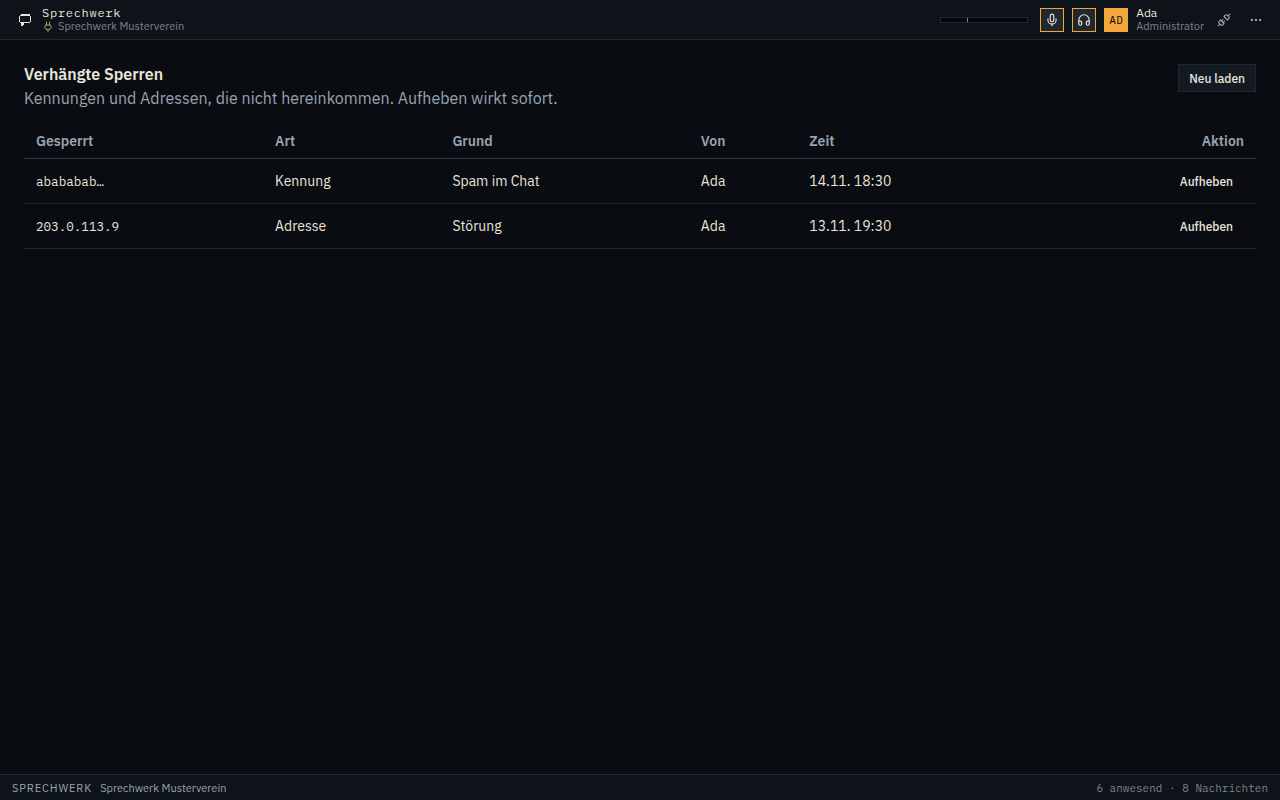 Sprechwerk
Sprechwerk Musterverein
AD
Ada
Administrator
Verhängte Sperren
Neu laden
Kennungen und Adressen, die nicht hereinkommen. Aufheben wirkt sofort.
Gesperrt Art Grund Von Zeit Aktion
abababab… Kennung Spam im Chat Ada 14.11. 18:30 Aufheben
203.0.113.9 Adresse Störung Ada 13.11. 19:30 Aufheben
SPRECHWERK Sprechwerk Musterverein 6 anwesend · 8 Nachrichten